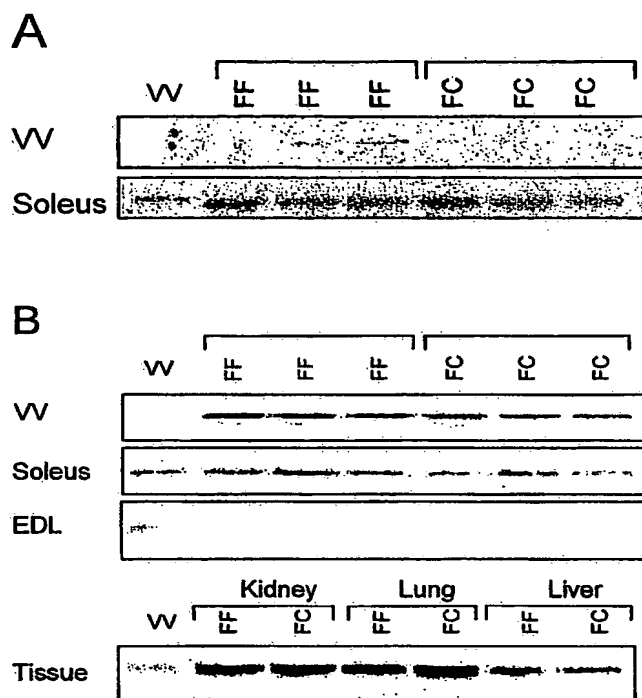 A
VV FF FF FF FC FC FC
VV
Soleus
B
VV FF FF FF FC FC FC
VV
Soleus
EDL
Kidney Lung Liver
VV FF FC FF FC FF FC
Tissue